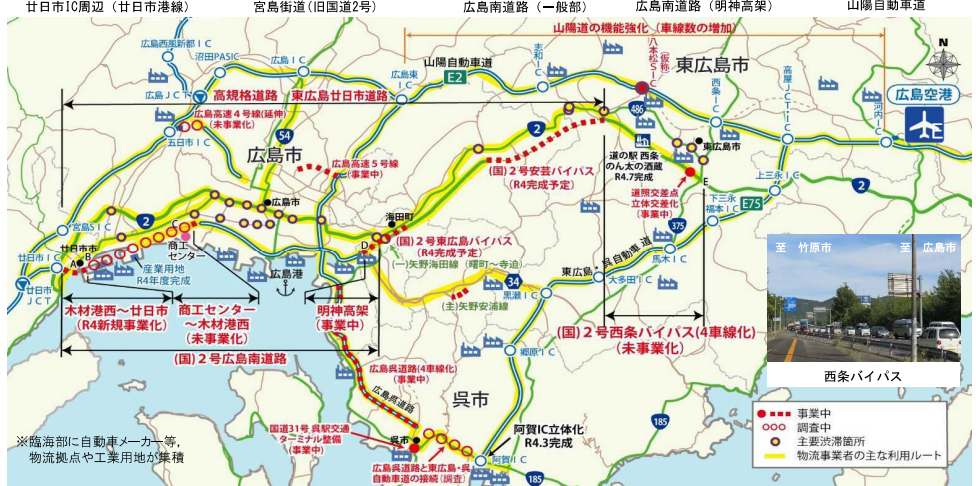 廿日市IC周辺（廿日市港線）
宮島街道（旧国道2号）
広島南道路（一般部）
広島南道路（明神高架）
山陽自動車道
山陽道の機能強化（車線数の増加）
広島西風新都IC
沼田PASIC
広島IC
広島東IC
山陽自動車道
E2
志和IC
（仮称）八本松SIC
東広島市
西条IC
高屋JCT・IC
河内IC
広島空港
N
広島JCT
五日市IC
高規格道路　東広島廿日市道路
広島高速4号線(延伸)
（未事業化）
54
広島市
広島高速5号線
（事業中）
2
486
(国)2号安芸バイパス
（R4完成予定）
道の駅 西条
のん太の酒蔵
R4.7完成
東広島市
道照交差点
立体交差化
（事業中）
E
上三永IC
2
下三永福本IC
E75
375
馬木IC
宮島SIC
2
広島市
海田町
廿日市市
廿日市IC
廿日市JCT
A
B
C
D
商工センター
産業用地
R4年度完成
広島港
(国)2号東広島バイパス
（R4完成予定）
(一)矢野海田線（曙町～寺迫）
34
(主)矢野安浦線
黒瀬IC
東広島・呉自動車道
大多田IC
木材港西～廿日市
（R4新規事業化）
商工センター
～木材港西
（未事業化）
明神高架
（事業中）
(国)2号広島南道路
(国)2号西条バイパス(4車線化)
（未事業化）
郷原IC
広島呉道路(4車線化)
（事業中）
広島呉道路
呉市
国道31号 呉駅交通
ターミナル整備
（事業中）
呉市
阿賀IC立体化
R4.3完成
阿賀IC
広島呉道路と東広島・呉
自動車道の接続（調査）
185
185
至　竹原市
至　広島市
西条バイパス
事業中
調査中
主要渋滞箇所
物流事業者の主な利用ルート
※臨海部に自動車メーカー等，
物流拠点や工業用地が集積